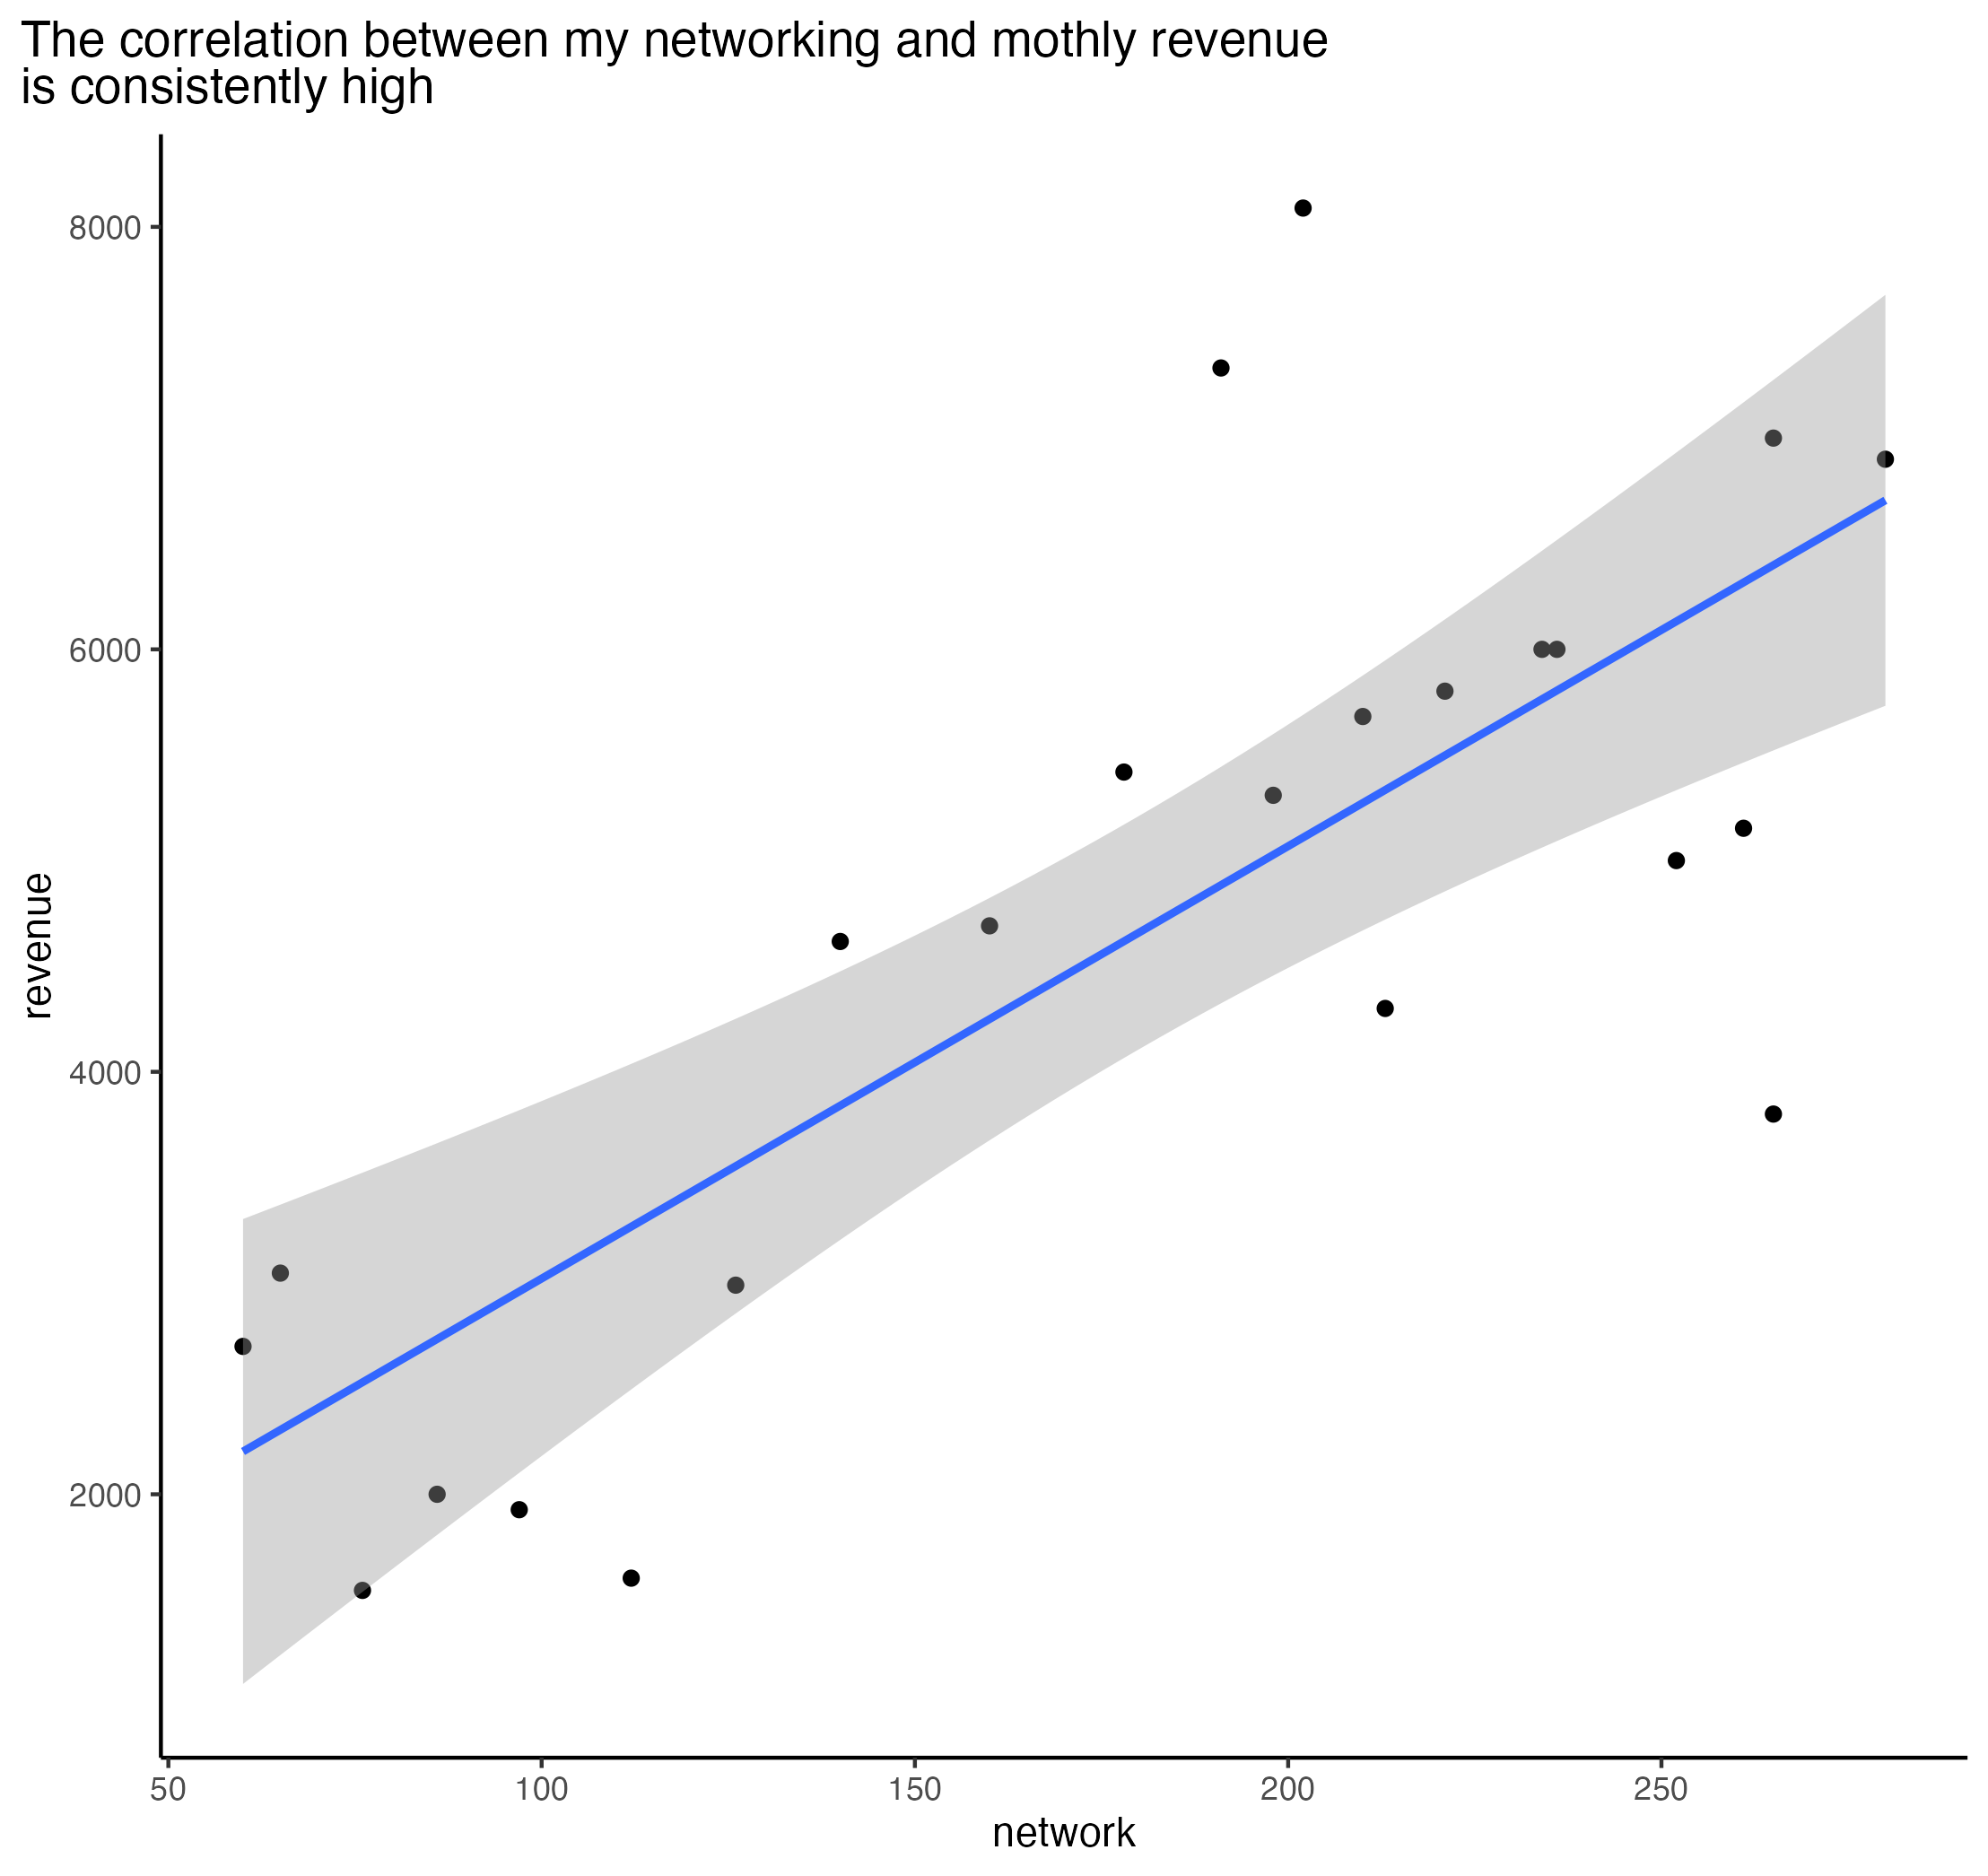 The correlation between my networking and mothly revenue
is consistently high
8000
6000
4000
2000
revenue
50 100 150 200 250
network